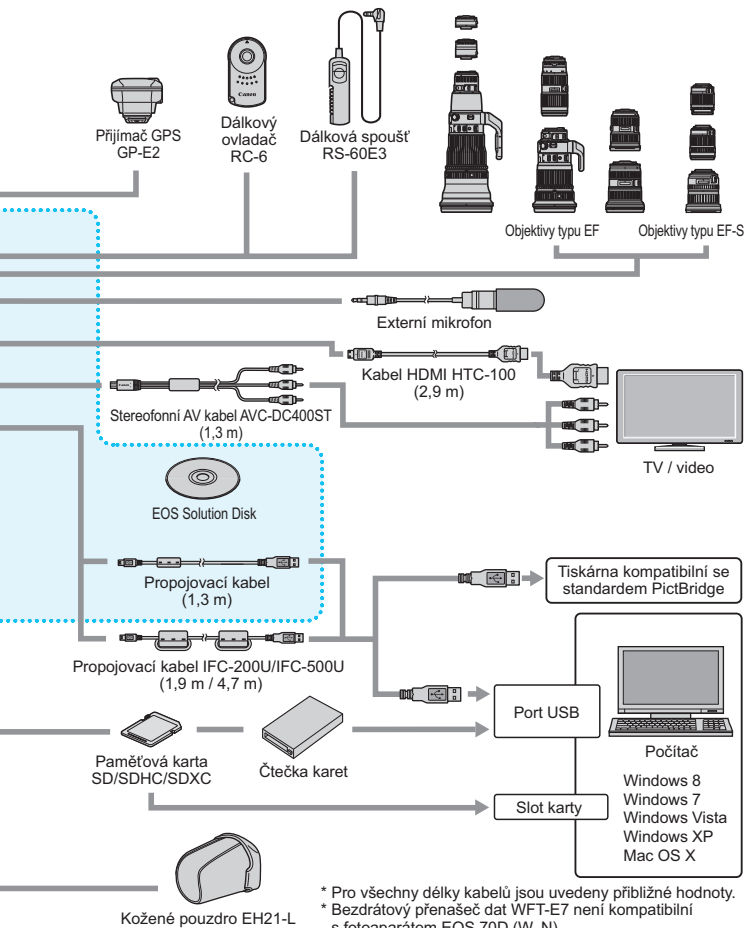 Canon
Přijímač GPS
GP-E2
Dálkový
ovladač
RC-6
Dálková spoušť
RS-60E3
Objektivy typu EF
Objektivy typu EF-S
Externí mikrofon
Kabel HDMI HTC-100
(2,9 m)
Stereofonní AV kabel AVC-DC400ST
(1,3 m)
TV / video
EOS Solution Disk
Propojovací kabel
(1,3 m)
Tiskárna kompatibilní se
standardem PictBridge
Propojovací kabel IFC-200U/IFC-500U
(1,9 m / 4,7 m)
Port USB
Počítač
Paměťová karta
SD/SDHC/SDXC
Čtečka karet
Slot karty
Windows 8
Windows 7
Windows Vista
Windows XP
Mac OS X
Kožené pouzdro EH21-L
* Pro všechny délky kabelů jsou uvedeny přibližné hodnoty.
* Bezdrátový přenašeč dat WFT-E7 není kompatibilní
s fotoaparátem EOS 70D (W, N)